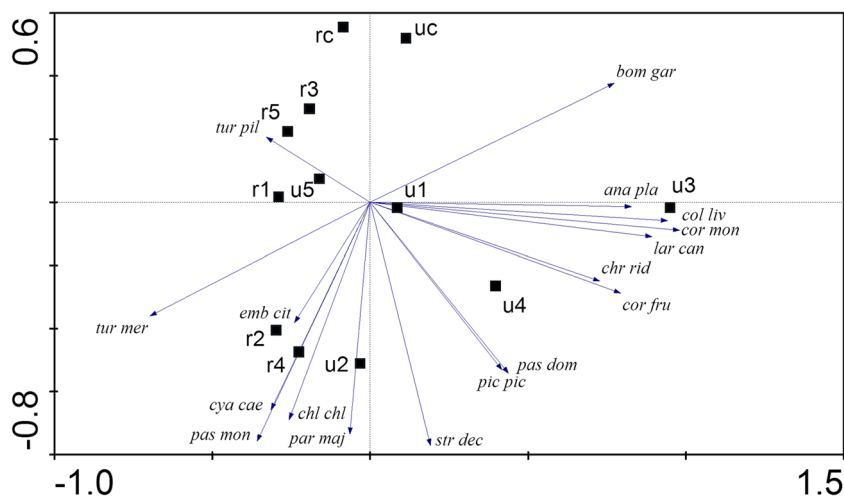 0.6
rc
uc
bom gar
r3
r5
tur pil
r1
u5
u1
ana pla
u3
col liv
cor mon
lar can
chr rid
cor fru
u4
emb cit
tur mer
r2
r4
u2
pas dom
pic pic
cya cae
chl chl
pas mon
par maj
str dec
-0.8
-1.0
1.5